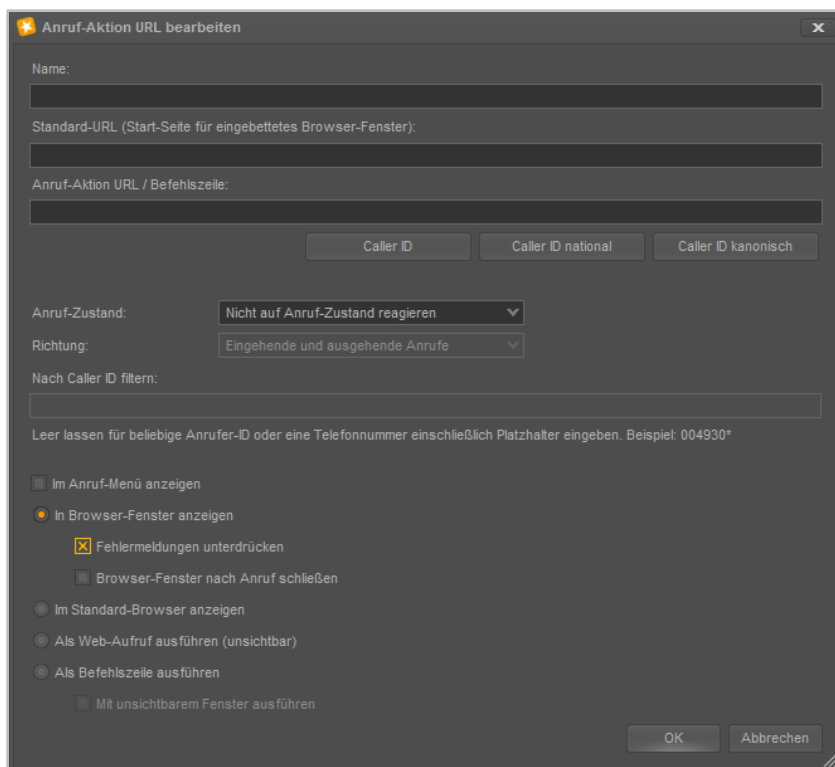 Anruf-Aktion URL bearbeiten
Name:
Standard-URL (Start-Seite für eingebettetes Browser-Fenster):
Anruf-Aktion URL / Befehlszeile:
Caller ID Caller ID national Caller ID kanonisch
Anruf-Zustand: Nicht auf Anruf-Zustand reagieren
Richtung: Eingehende und ausgehende Anrufe
Nach Caller ID filtern:
Leer lassen für beliebige Anrufer-ID oder eine Telefonnummer einschließlich Platzhalter eingeben. Beispiel: 004930*
Im Anruf-Menü anzeigen
In Browser-Fenster anzeigen
Fehlermeldungen unterdrücken
Browser-Fenster nach Anruf schließen
Im Standard-Browser anzeigen
Als Web-Aufruf ausführen (unsichtbar)
Als Befehlszeile ausführen
Mit unsichtbarem Fenster ausführen
OK Abbrechen